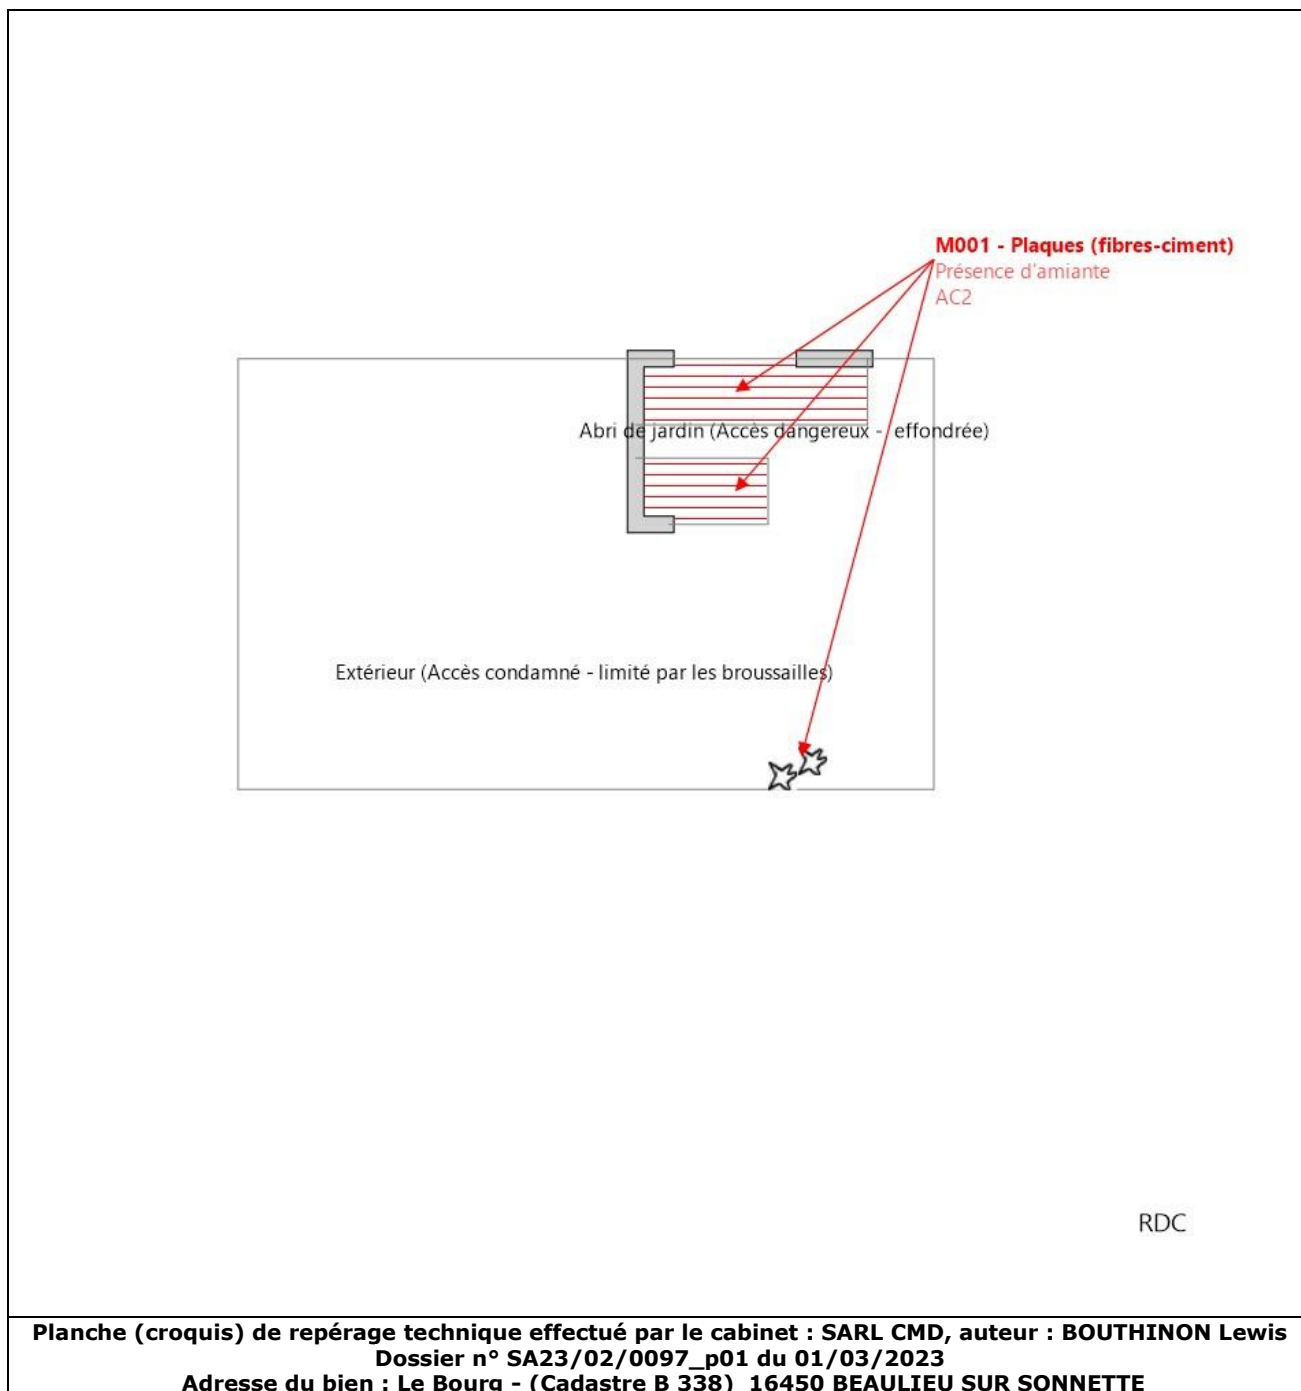 M001 - Plaques (fibres-ciment)
Présence d'amiante
AC2
Abri de jardin (Accès dangereux - effondrée)
Extérieur (Accès condamné - limité par les broussailles)
RDC
Planche (croquis) de repérage technique effectué par le cabinet : SARL CMD, auteur : BOUTHINON Lewis
Dossier n° SA23/02/0097_p01 du 01/03/2023
Adresse du bien : Le Bourg - (Cadastre B 338) 16450 BEAULIEU SUR SONNETTE